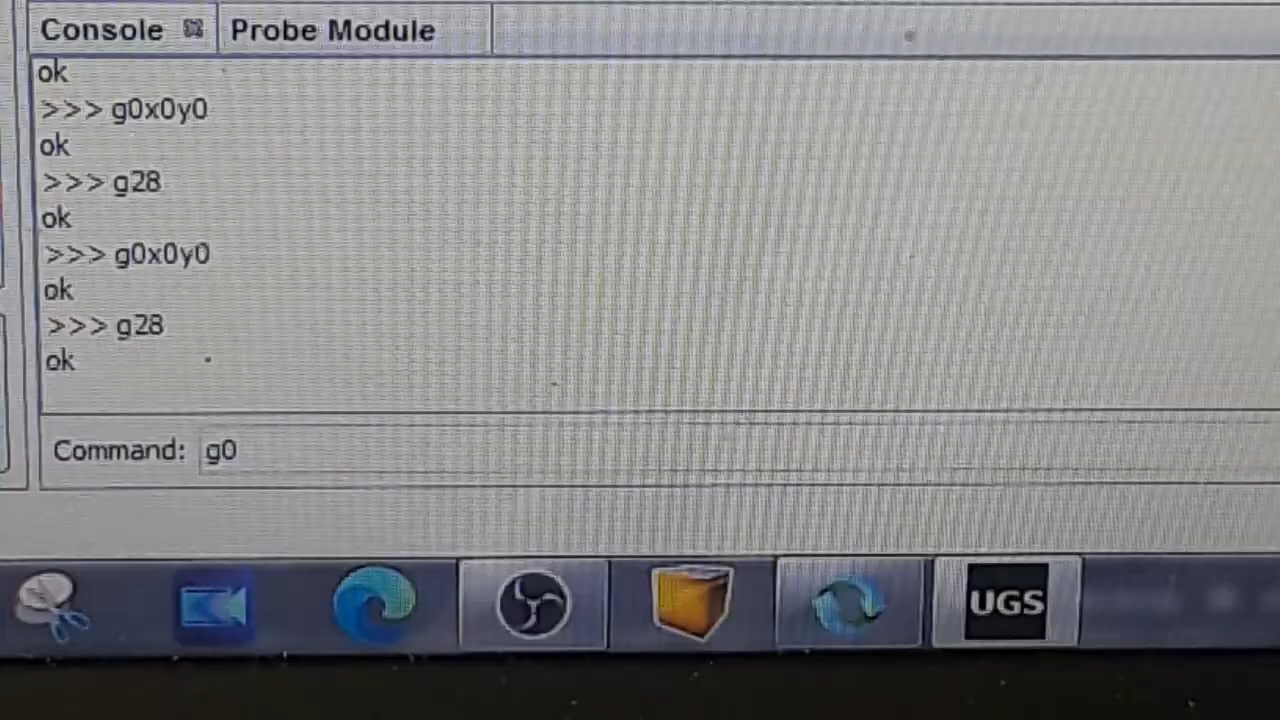 Console Probe Module
ok
>>> g0x0y0
ok
>>> g28
ok
>>> g0x0y0
ok
>>> g28
ok
Command: g0
UGS